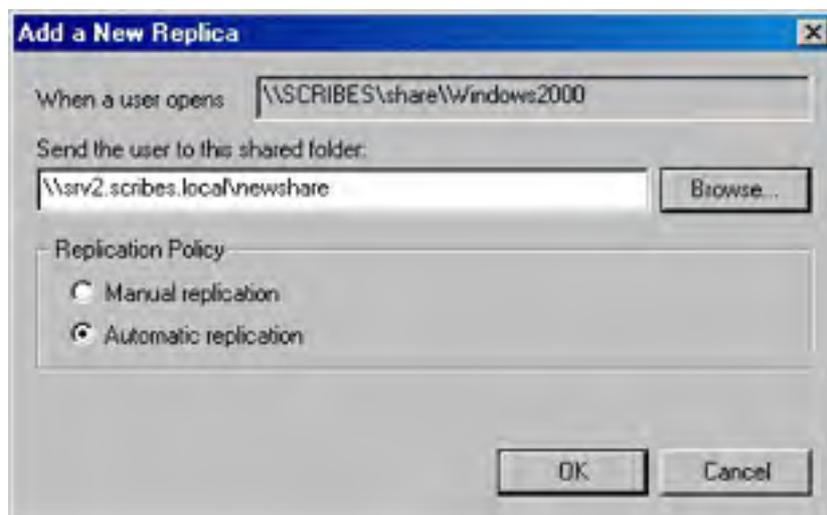 Add a New Replica
When a user opens \\SCRIBES\share\Windows2000
Send the user to this shared folder:
\\srv2.scribes.local\newshare Browse...
Replication Policy
Manual replication
Automatic replication
OK Cancel